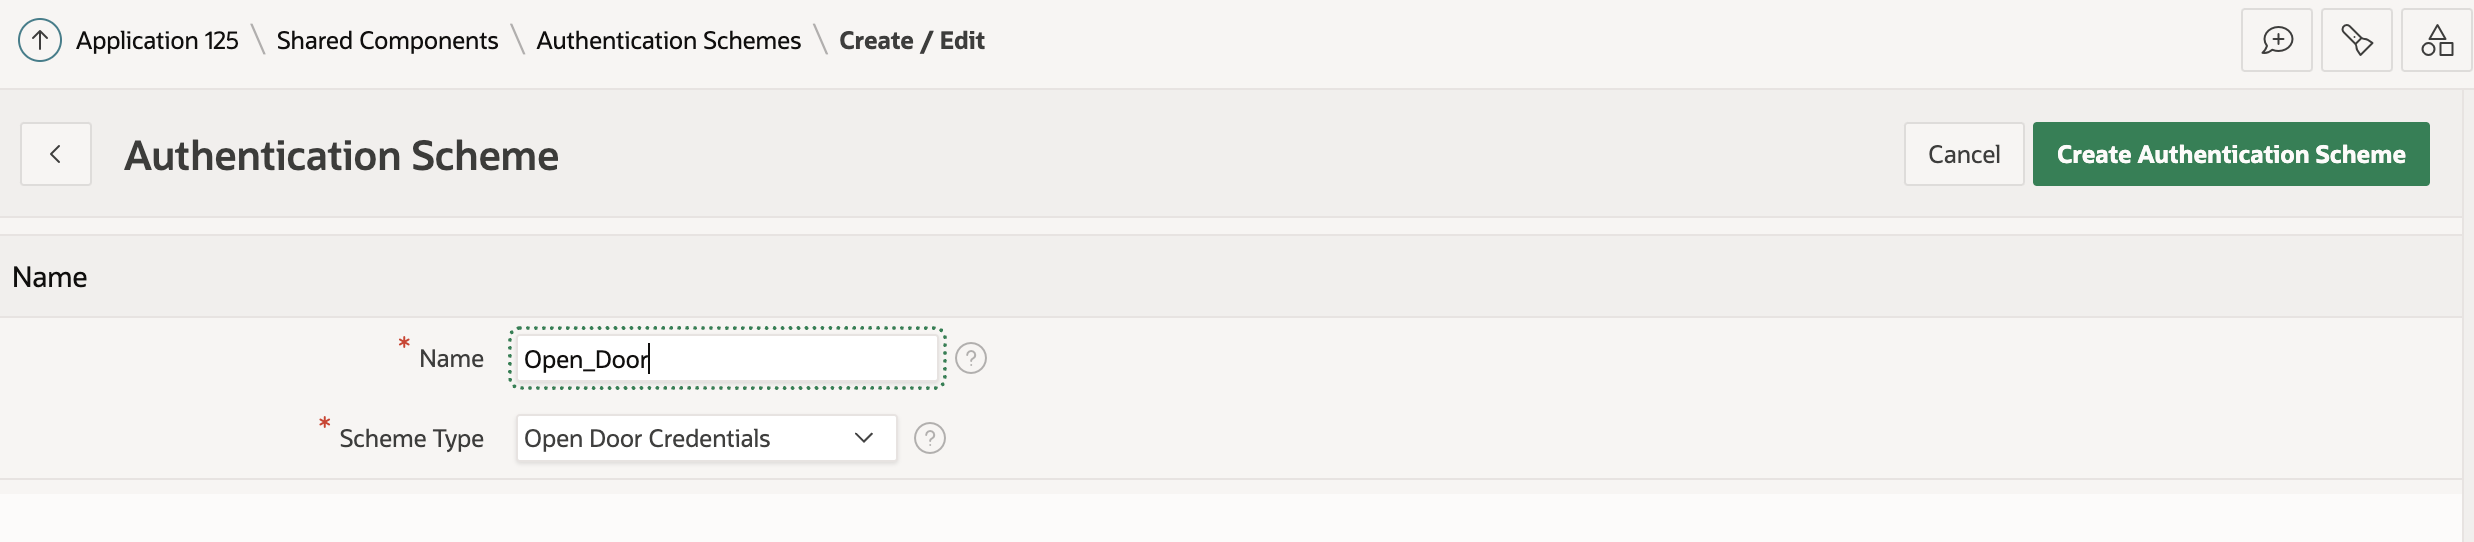 Application 125 \ Shared Components \ Authentication Schemes \ Create / Edit
Authentication Scheme
Cancel
Create Authentication Scheme
Name
* Name Open_Door ?
* Scheme Type Open Door Credentials ?